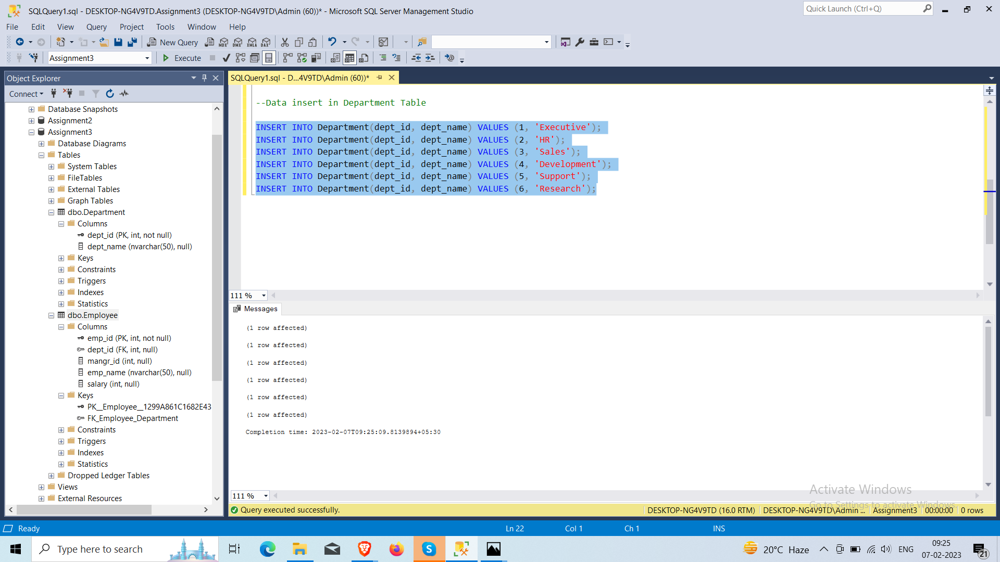 SQLQuery1.sql - DESKTOP-NG4V9TD.Assignment3 (DESKTOP-NG4V9TD\Admin (60))* - Microsoft SQL Server Management Studio
Quick Launch (Ctrl+Q)
File Edit View Query Project Tools Window Help
New Query
MDX DMX XMLA DAX
Assignment3
Execute
Object Explorer
Connect
Database Snapshots
Assignment2
Assignment3
Database Diagrams
Tables
System Tables
FileTables
External Tables
Graph Tables
dbo.Department
Columns
dept_id (PK, int, not null)
dept_name (nvarchar(50), null)
Keys
Constraints
Triggers
Indexes
Statistics
dbo.Employee
Columns
emp_id (PK, int, not null)
dept_id (FK, int, null)
mangr_id (int, null)
emp_name (nvarchar(50), null)
salary (int, null)
Keys
PK__Employee__1299A861C1682E43
FK_Employee_Department
Constraints
Triggers
Indexes
Statistics
Dropped Ledger Tables
Views
External Resources
SQLQuery1.sql - D...4V9TD\Admin (60))*
--Data insert in Department Table
INSERT INTO Department(dept_id, dept_name) VALUES (1, 'Executive');
INSERT INTO Department(dept_id, dept_name) VALUES (2, 'HR');
INSERT INTO Department(dept_id, dept_name) VALUES (3, 'Sales');
INSERT INTO Department(dept_id, dept_name) VALUES (4, 'Development');
INSERT INTO Department(dept_id, dept_name) VALUES (5, 'Support');
INSERT INTO Department(dept_id, dept_name) VALUES (6, 'Research');
111 %
Messages
(1 row affected)
(1 row affected)
(1 row affected)
(1 row affected)
(1 row affected)
(1 row affected)
Completion time: 2023-02-07T09:25:09.8139894+05:30
111 %
Activate Windows
Go to Settings to activate Windows.
Query executed successfully.
DESKTOP-NG4V9TD (16.0 RTM)
DESKTOP-NG4V9TD\Admin ...
Assignment3
00:00:00
0 rows
Ready
Ln 22
Col 1
Ch 1
INS
Type here to search
20°C Haze
ENG
09:25
07-02-2023
21